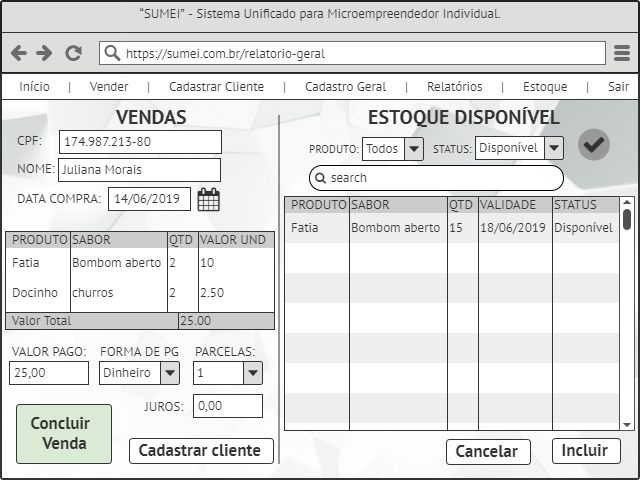 “SUMEI” - Sistema Unificado para Microempreendedor Individual.
https://sumei.com.br/relatorio-geral
Início | Vender | Cadastrar Cliente | Cadastro Geral | Relatórios | Estoque | Sair
VENDAS
CPF: 174.987.213-80
NOME: Juliana Morais
DATA COMPRA: 14/06/2019
PRODUTO SABOR QTD VALOR UND
Fatia Bombom aberto 2 10
Docinho churros 2 2.50
Valor Total 25.00
VALOR PAGO: FORMA DE PG PARCELAS:
25,00 Dinheiro 1
JUROS: 0,00
Concluir
Venda
Cadastrar cliente
ESTOQUE DISPONÍVEL
PRODUTO: Todos STATUS: Disponível
search
PRODUTO SABOR QTD VALIDADE STATUS
Fatia Bombom aberto 15 18/06/2019 Disponível
Cancelar Incluir